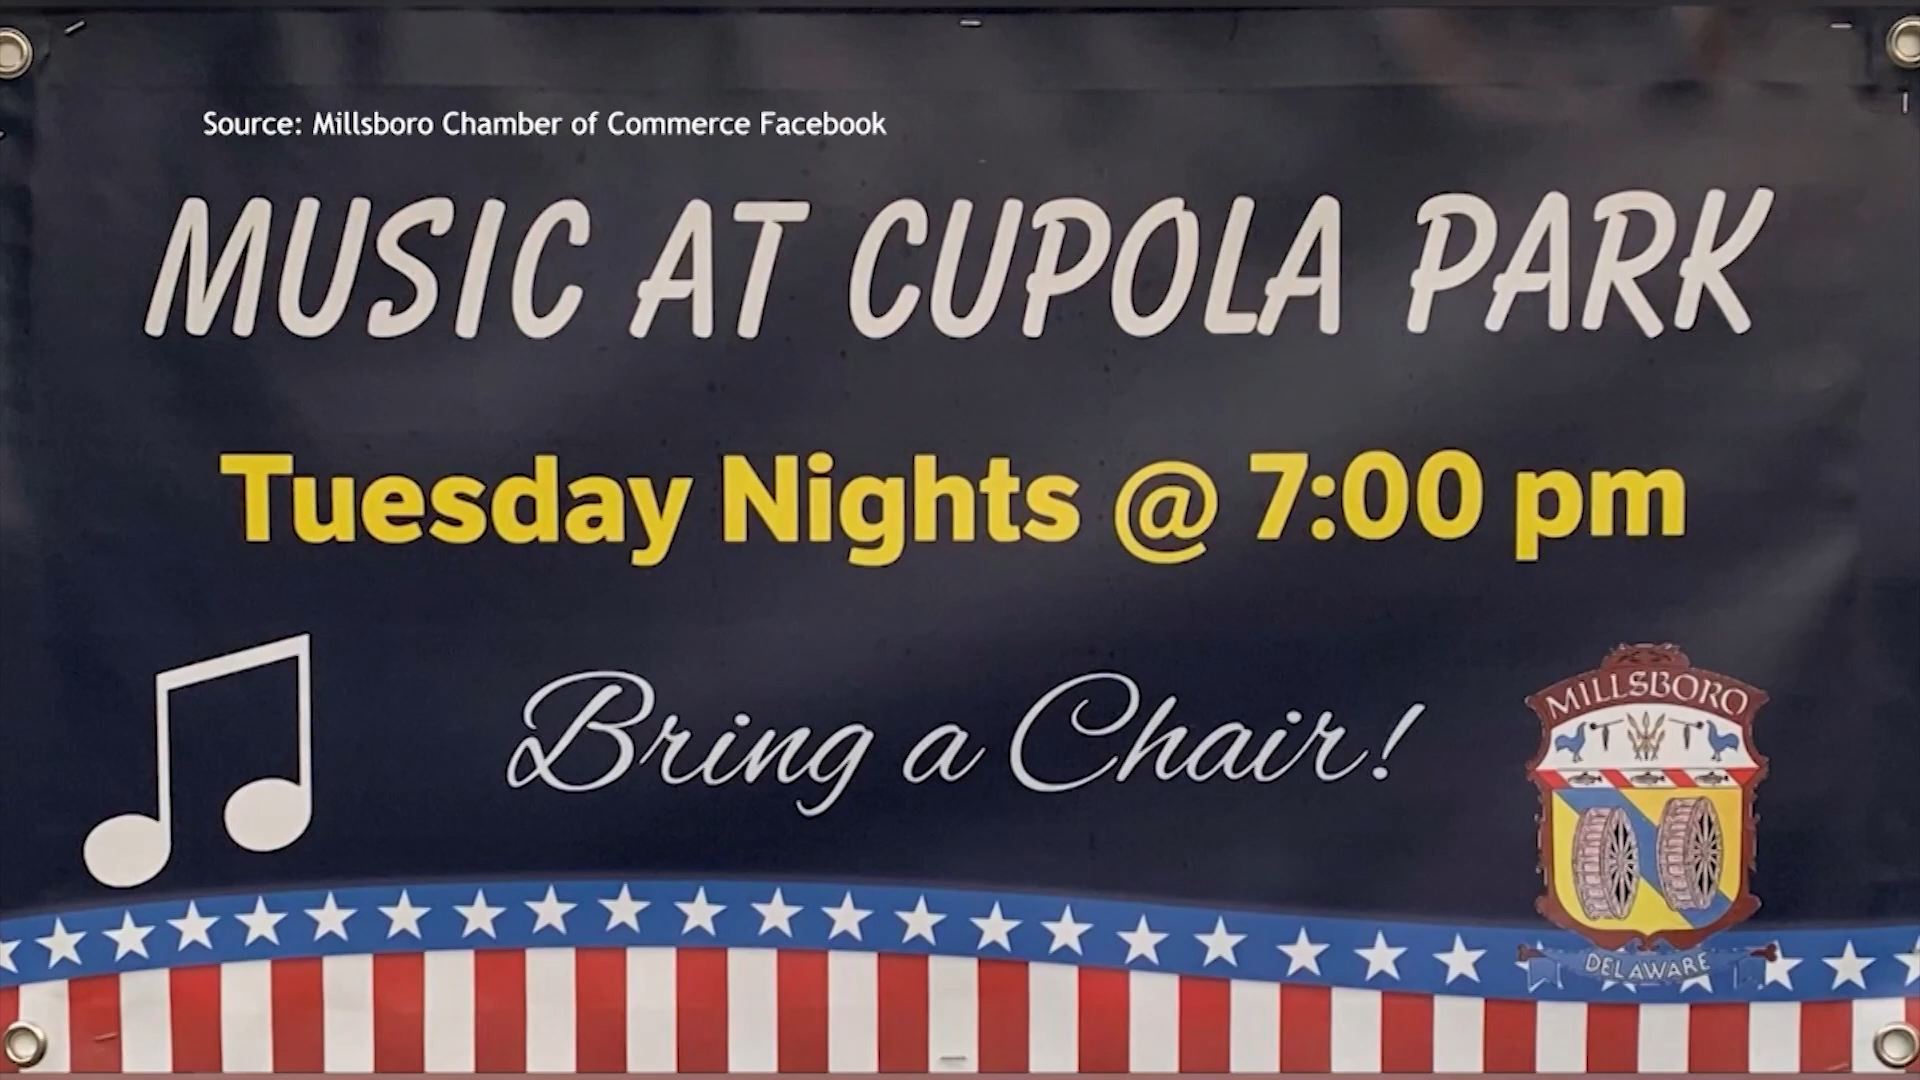 Source: Millsboro Chamber of Commerce Facebook
MUSIC AT CUPOLA PARK
Tuesday Nights @ 7:00 pm
Bring a Chair!
MILLSBORO
DELAWARE